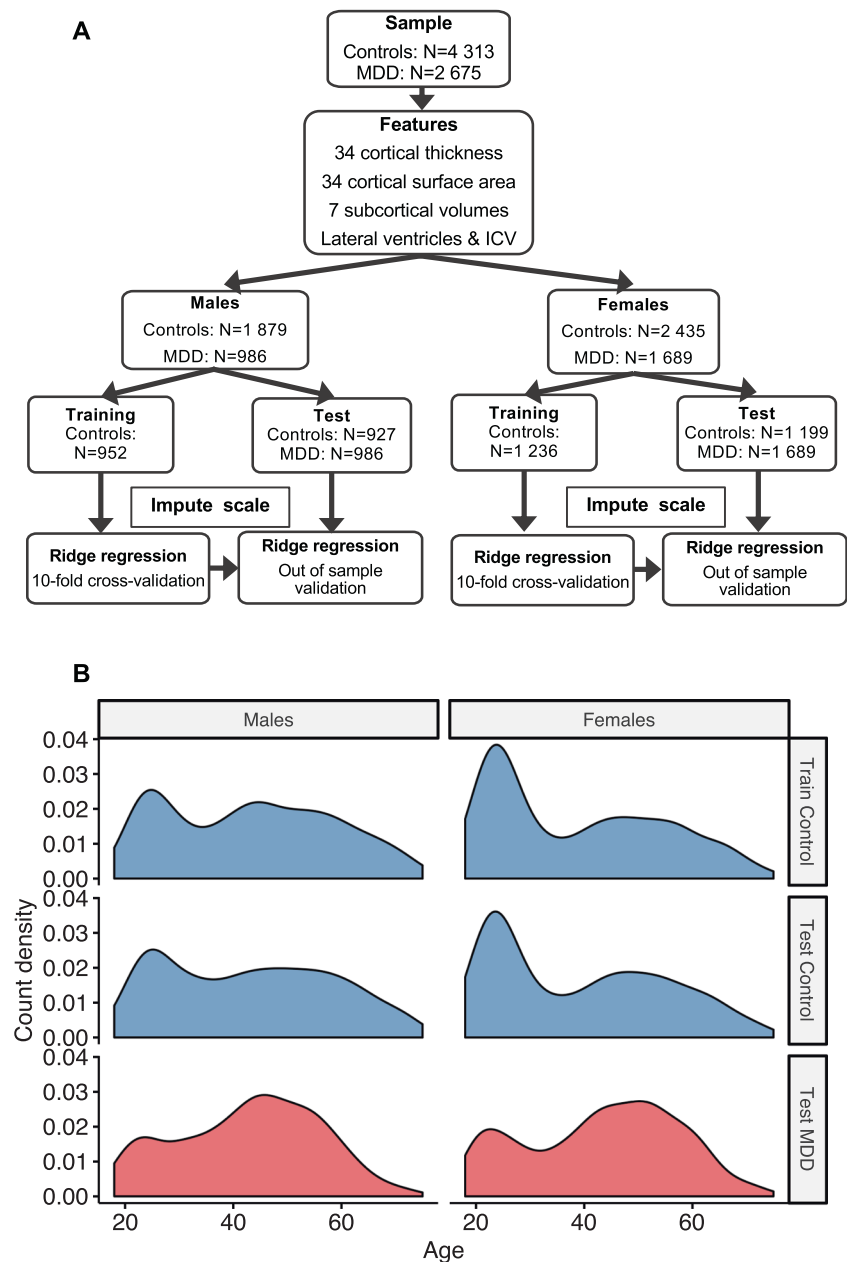 A
Sample
Controls: N=4 313
MDD: N=2 675
Features
34 cortical thickness
34 cortical surface area
7 subcortical volumes
Lateral ventricles & ICV
Males
Controls: N=1 879
MDD: N=986
Females
Controls: N=2 435
MDD: N=1 689
Training
Controls:
N=952
Test
Controls: N=927
MDD: N=986
Training
Controls:
N=1 236
Test
Controls: N=1 199
MDD: N=1 689
Impute scale
Impute scale
Ridge regression
10-fold cross-validation
Ridge regression
Out of sample
validation
Ridge regression
10-fold cross-validation
Ridge regression
Out of sample
validation
B
Males
Females
0.04
0.03
0.02
0.01
0.00
Train Control
0.04
0.03
0.02
0.01
0.00
Test Control
0.04
0.03
0.02
0.01
0.00
Test MDD
Count density
20 40 60
20 40 60
Age